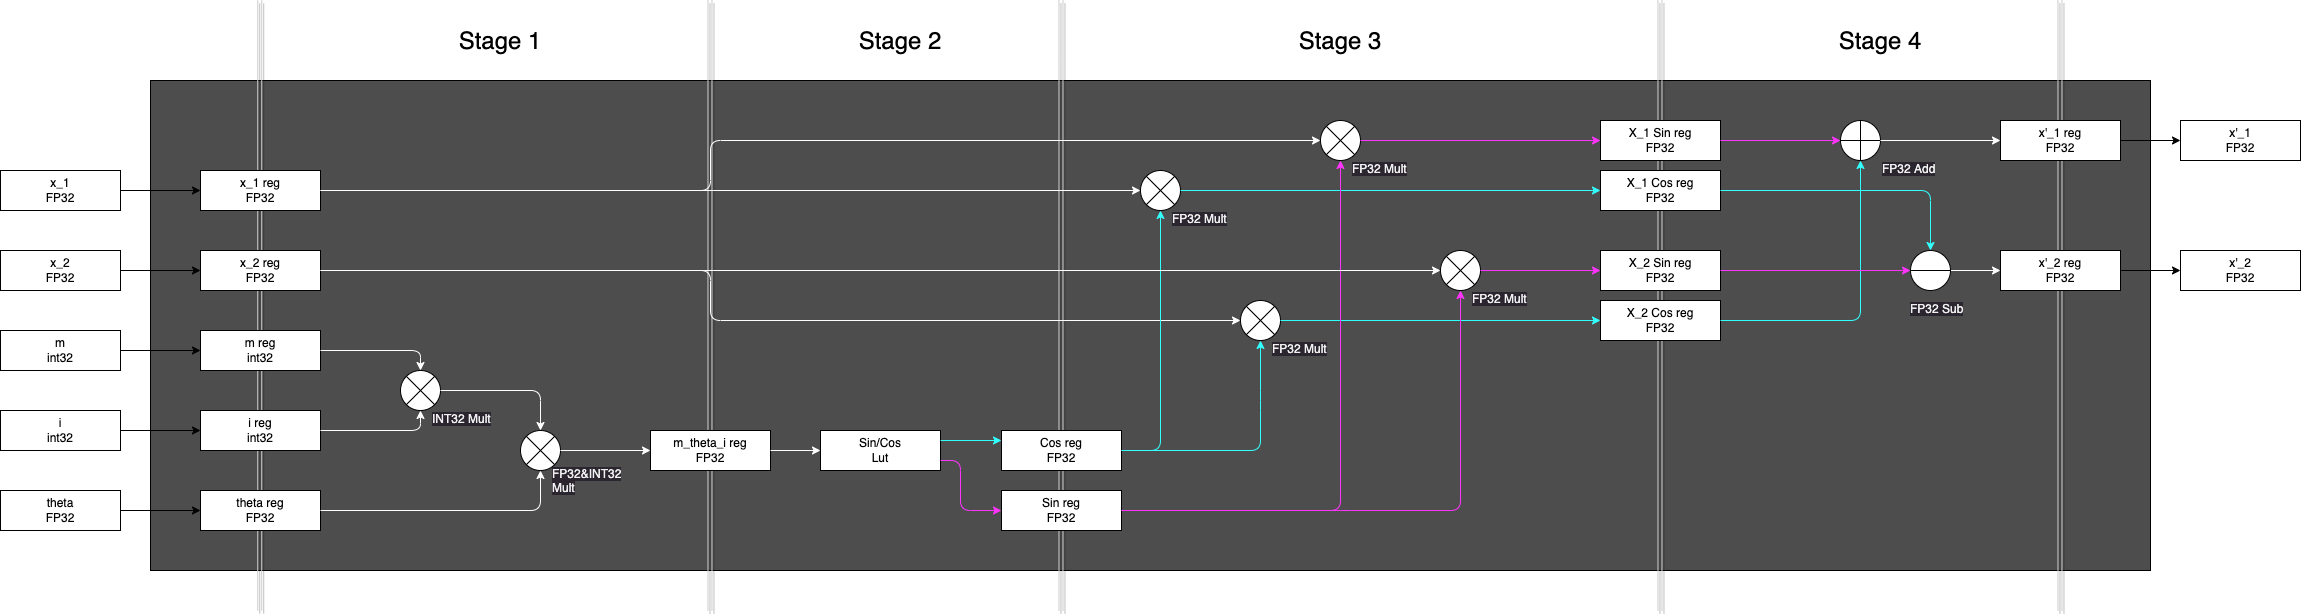 Stage 1
Stage 2
Stage 3
Stage 4
x_1
FP32
x_2
FP32
m
int32
i
int32
theta
FP32
x_1 reg
FP32
x_2 reg
FP32
m reg
int32
i reg
int32
theta reg
FP32
INT32 Mult
FP32&INT32
Mult
m_theta_i reg
FP32
Sin/Cos
Lut
Cos reg
FP32
Sin reg
FP32
FP32 Mult
FP32 Mult
FP32 Mult
FP32 Mult
X_1 Sin reg
FP32
X_1 Cos reg
FP32
X_2 Sin reg
FP32
X_2 Cos reg
FP32
FP32 Add
FP32 Sub
x'_1 reg
FP32
x'_2 reg
FP32
x'_1
FP32
x'_2
FP32